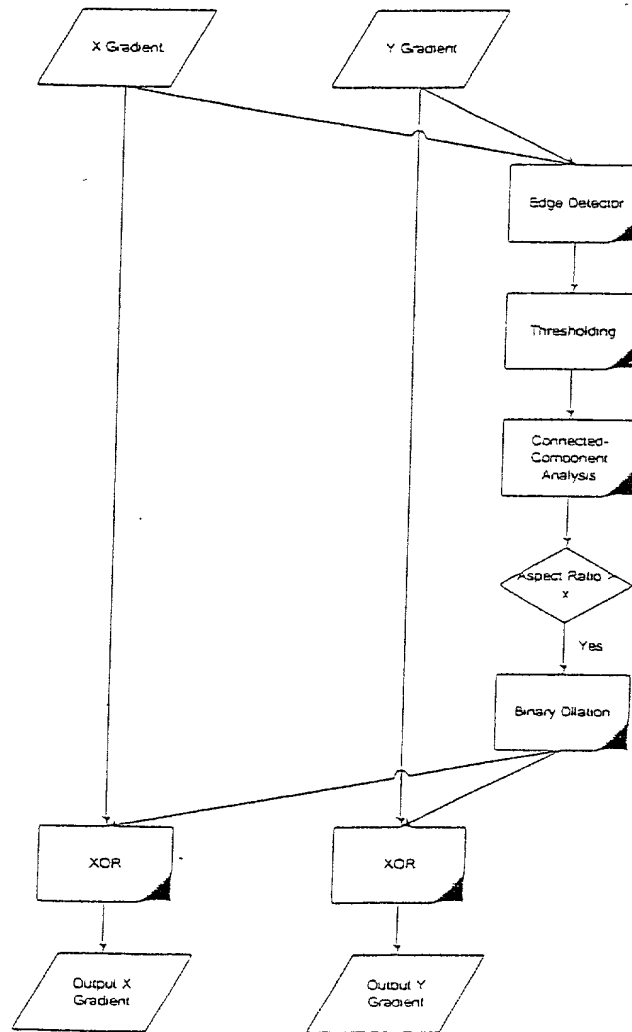 X Gradient
Y Gradient
Edge Detector
Thresholding
Connected-
Component
Analysis
Aspect Ratio >
x
Yes
Binary Dilation
XOR
XOR
Output X
Gradient
Output Y
Gradient